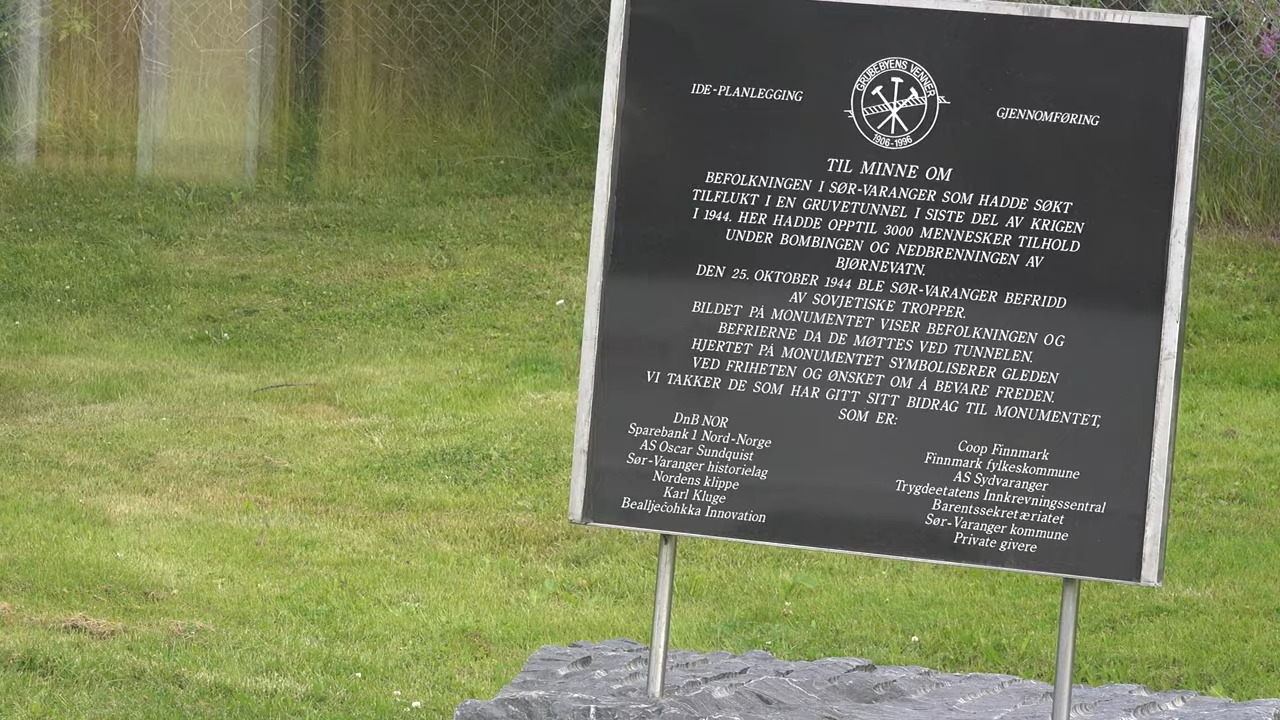 GRUBEBYENS VENNER
1906-1996
IDE-PLANLEGGING
GJENNOMFØRING
TIL MINNE OM
BEFOLKNINGEN I SØR-VARANGER SOM HADDE SØKT
TILFLUKT I EN GRUVETUNNEL I SISTE DEL AV KRIGEN
I 1944. HER HADDE OPPTIL 3000 MENNESKER TILHOLD
UNDER BOMBINGEN OG NEDBRENNINGEN AV
BJØRNEVATN.
DEN 25. OKTOBER 1944 BLE SØR-VARANGER BEFRIDD
AV SOVJETISKE TROPPER.
BILDET PÅ MONUMENTET VISER BEFOLKNINGEN OG
BEFRIERNE DA DE MØTTES VED TUNNELEN.
HJERTET PÅ MONUMENTET SYMBOLISERER GLEDEN
VED FRIHETEN OG ØNSKET OM Å BEVARE FREDEN.
VI TAKKER DE SOM HAR GITT SITT BIDRAG TIL MONUMENTET,
SOM ER:
DnB NOR
Sparebank 1 Nord-Norge
AS Oscar Sundquist
Sør-Varanger historielag
Nordens klippe
Karl Kluge
Beallječohkka Innovation
Coop Finnmark
Finnmark fylkeskommune
AS Sydvaranger
Trygdeetatens Innkrevningssentral
Barentssekretæriatet
Sør-Varanger kommune
Private givere